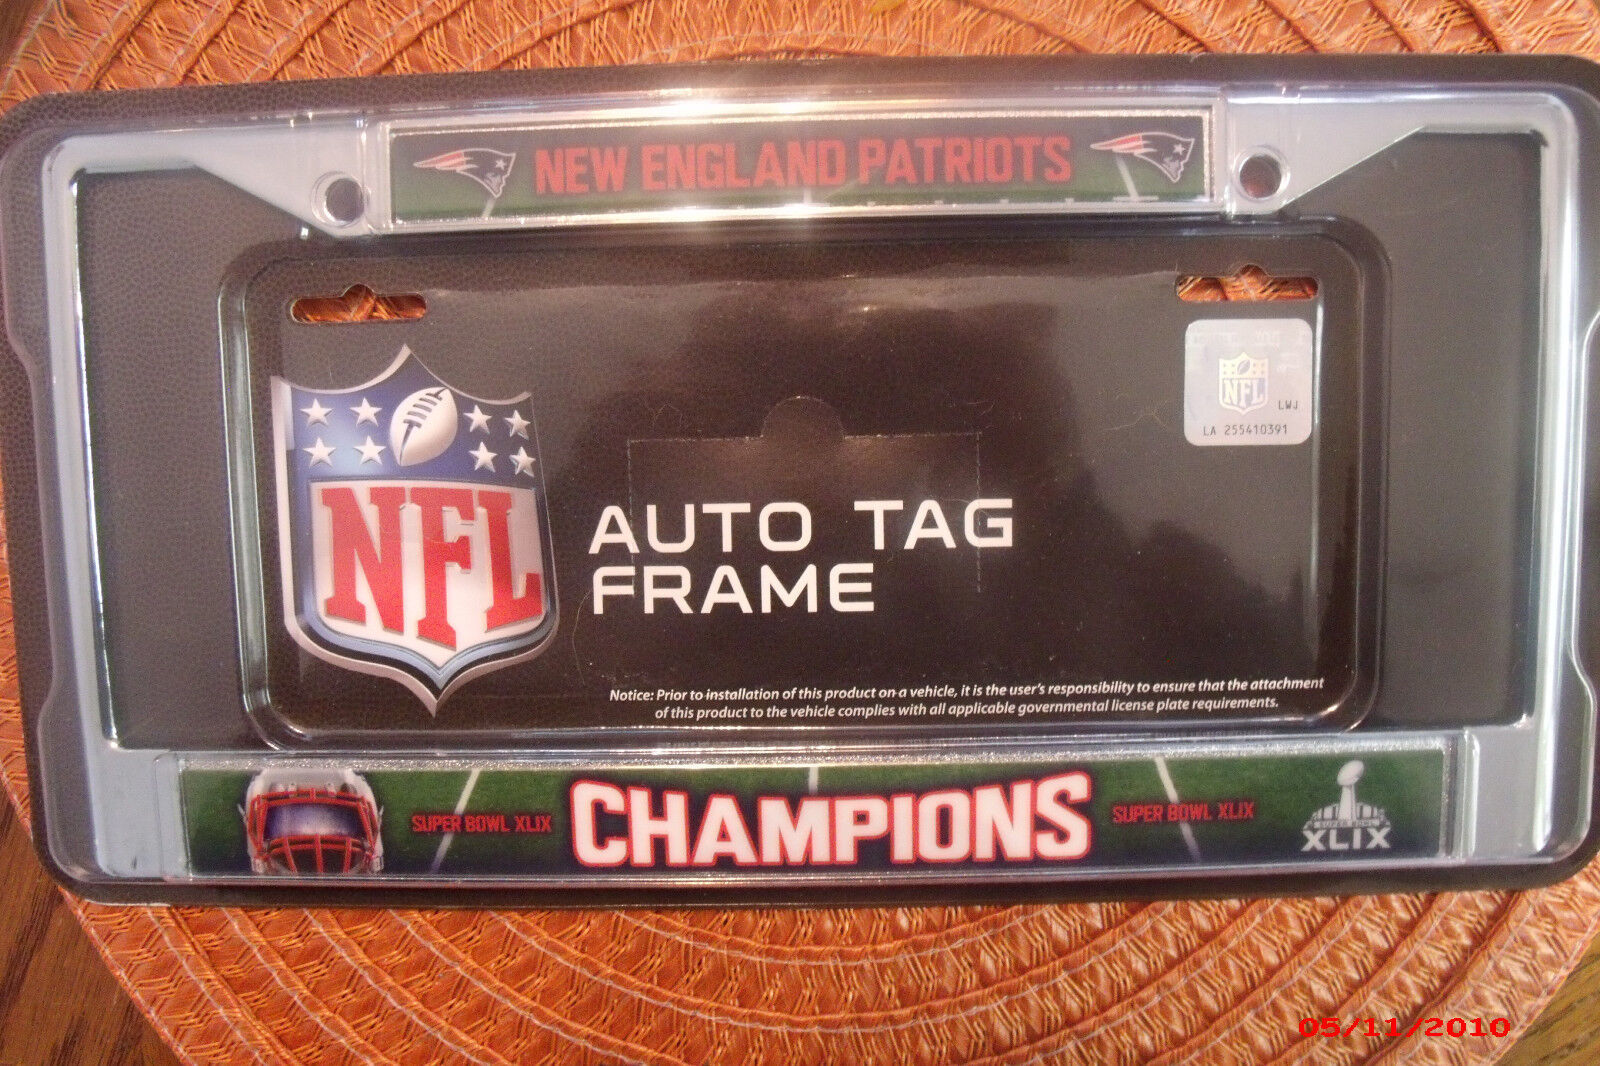 NEW ENGLAND PATRIOTS
NFL
LWJ
LA 255410391
NFL
AUTO TAG
FRAME
Notice: Prior to installation of this product on a vehicle, it is the user's responsibility to ensure that the attachment
of this product to the vehicle complies with all applicable governmental license plate requirements.
SUPER BOWL XLIX CHAMPIONS SUPER BOWL XLIX
SUPER BOWL
XLIX
05/11/2010